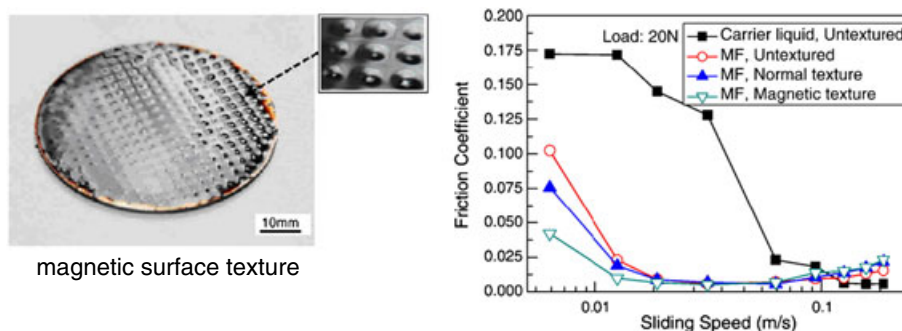 10mm
magnetic surface texture
Load: 20N
Carrier liquid, Untextured
MF, Untextured
MF, Normal texture
MF, Magnetic texture
Friction Coefficient
0.175
0.150
0.125
0.100
0.075
0.050
0.025
0.000
0.01
0.1
Sliding Speed (m/s)